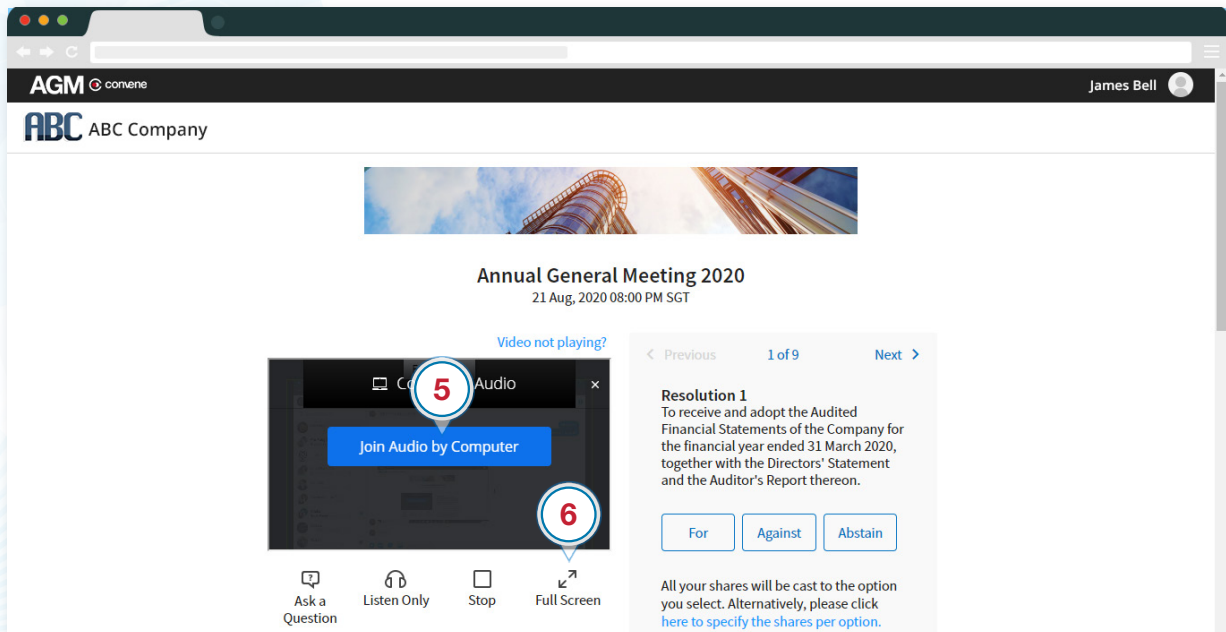 AGM convene
James Bell
ABC ABC Company
Annual General Meeting 2020
21 Aug, 2020 08:00 PM SGT
Video not playing?
5
Audio
×
Join Audio by Computer
6
Ask a
Question
Listen Only
Stop
Full Screen
Previous
1 of 9
Next
Resolution 1
To receive and adopt the Audited
Financial Statements of the Company for
the financial year ended 31 March 2020,
together with the Directors' Statement
and the Auditor's Report thereon.
For
Against
Abstain
All your shares will be cast to the option
you select. Alternatively, please click
here to specify the shares per option.